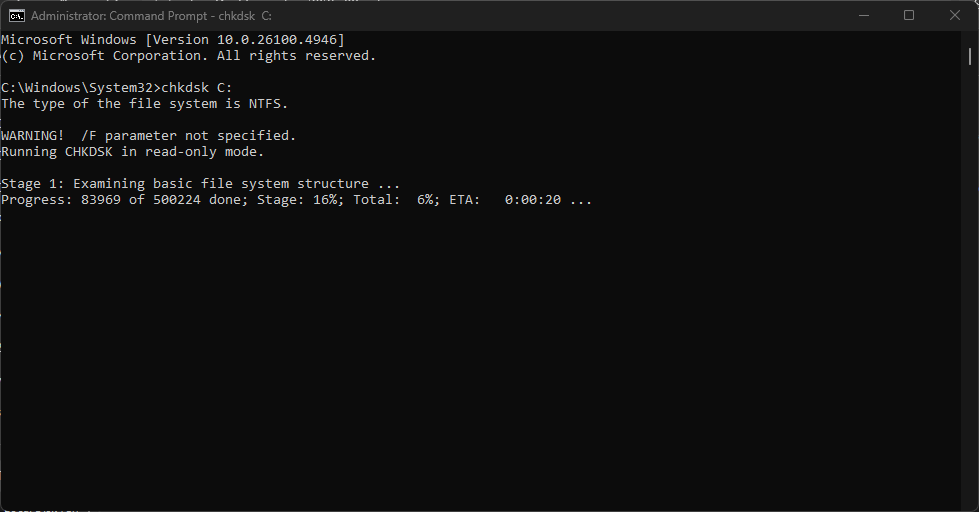 Administrator: Command Prompt - chkdsk  C:
Microsoft Windows [Version 10.0.26100.4946]
(c) Microsoft Corporation. All rights reserved.
C:\Windows\System32>chkdsk C:
The type of the file system is NTFS.
WARNING!  /F parameter not specified.
Running CHKDSK in read-only mode.
Stage 1: Examining basic file system structure ...
Progress: 83969 of 500224 done; Stage: 16%; Total:  6%; ETA:   0:00:20 ...